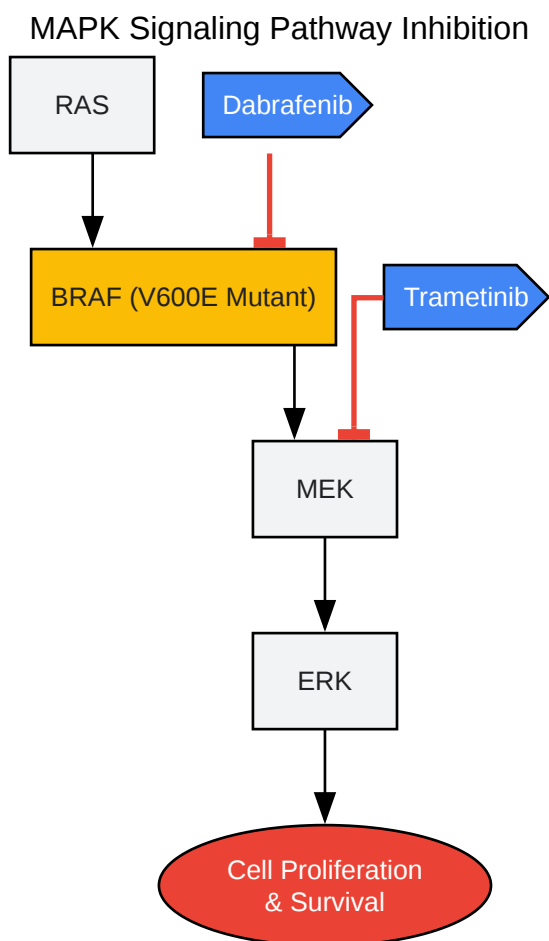 MAPK Signaling Pathway Inhibition
RAS
Dabrafenib
BRAF (V600E Mutant)
Trametinib
MEK
ERK
Cell Proliferation
& Survival